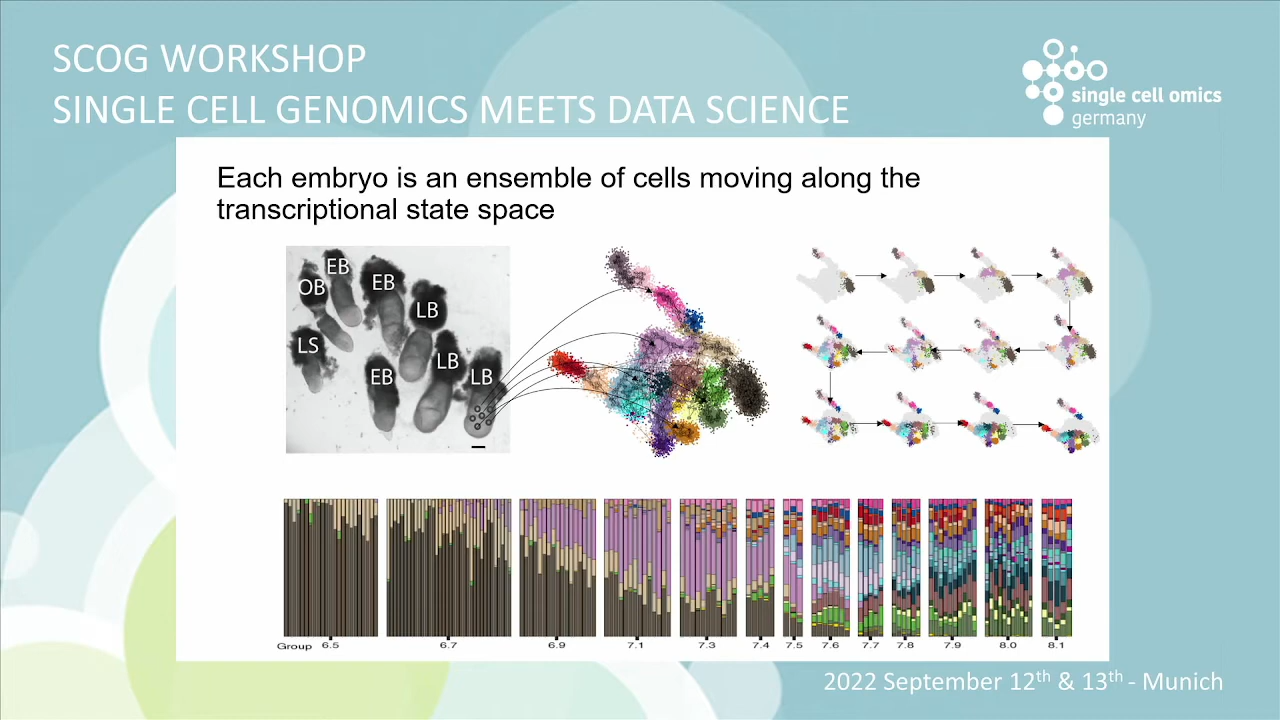 SCOG WORKSHOP
SINGLE CELL GENOMICS MEETS DATA SCIENCE
single cell omics
germany
Each embryo is an ensemble of cells moving along the
transcriptional state space
EB
OB
EB
LB
LS
LB
EB
LB
Group 6.5 6.7 6.9 7.1 7.3 7.4 7.5 7.6 7.7 7.8 7.9 8.0 8.1
2022 September 12th & 13th - Munich